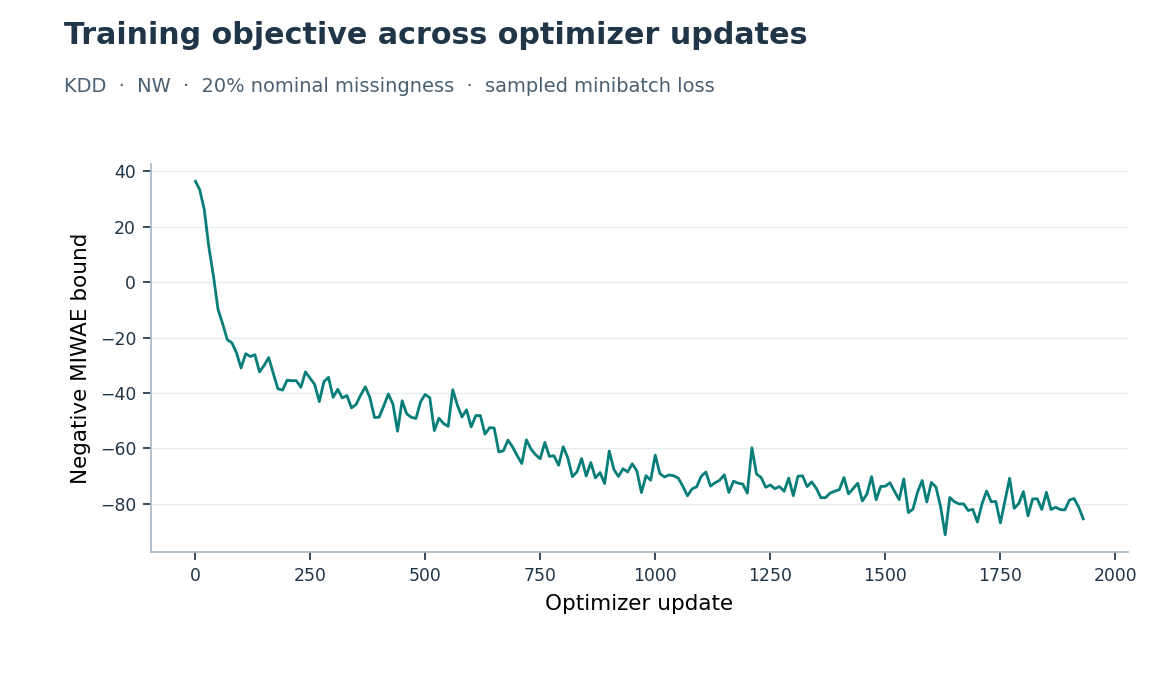 Training objective across optimizer updates
KDD · NW · 20% nominal missingness · sampled minibatch loss
Negative MIWAE bound
40
20
0
−20
−40
−60
−80
0 250 500 750 1000 1250 1500 1750 2000
Optimizer update